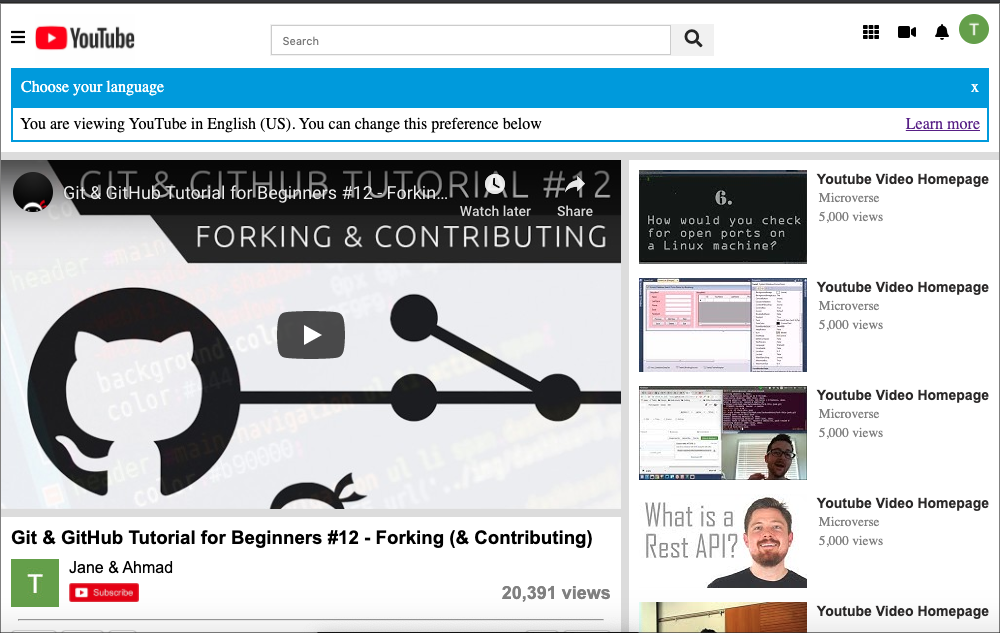 YouTube
Search
T
Choose your language
x
You are viewing YouTube in English (US). You can change this preference below
Learn more
GIT & GITHUB TUTORIAL #12
Git & GitHub Tutorial for Beginners #12 - Forkin...
Watch later
Share
FORKING & CONTRIBUTING
Git & GitHub Tutorial for Beginners #12 - Forking (& Contributing)
T
Jane & Ahmad
Subscribe
20,391 views
6.
How would you check
for open ports on
a Linux machine?
Youtube Video Homepage
Microverse
5,000 views
Youtube Video Homepage
Microverse
5,000 views
Youtube Video Homepage
Microverse
5,000 views
What is a
Rest API?
Youtube Video Homepage
Microverse
5,000 views
Youtube Video Homepage